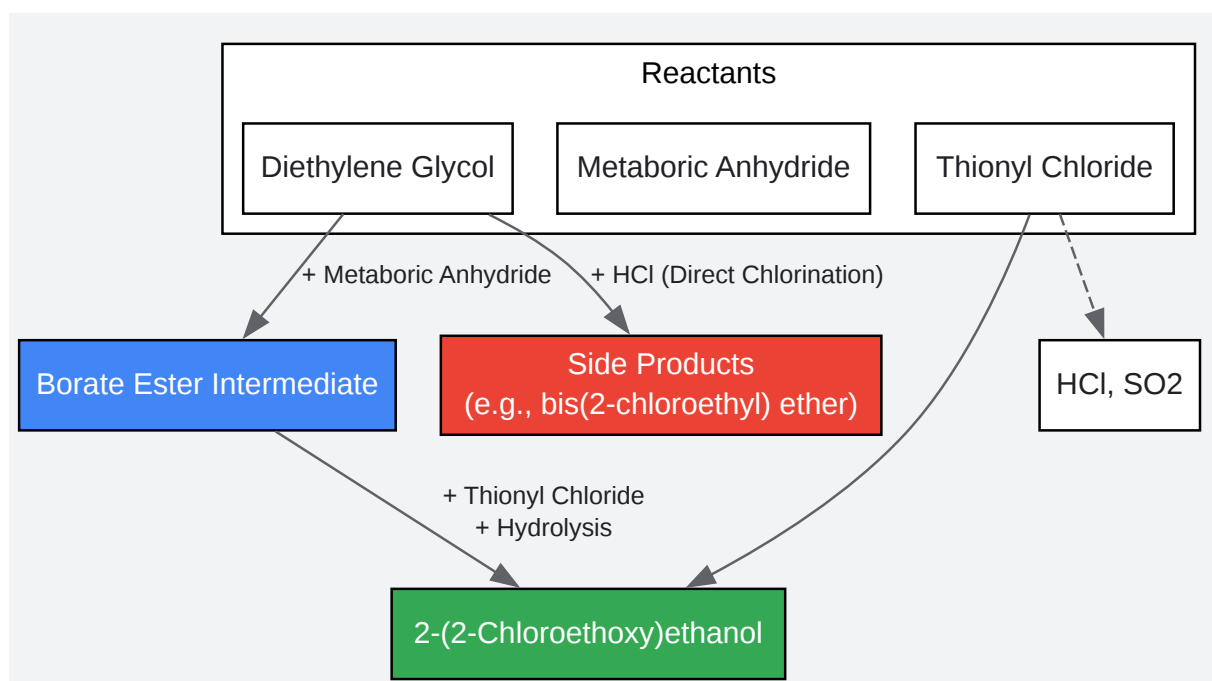 Reactants
Diethylene Glycol
Metaboric Anhydride
Thionyl Chloride
+ Metaboric Anhydride
+ HCl (Direct Chlorination)
Borate Ester Intermediate
Side Products
(e.g., bis(2-chloroethyl) ether)
HCl, SO2
+ Thionyl Chloride
+ Hydrolysis
2-(2-Chloroethoxy)ethanol